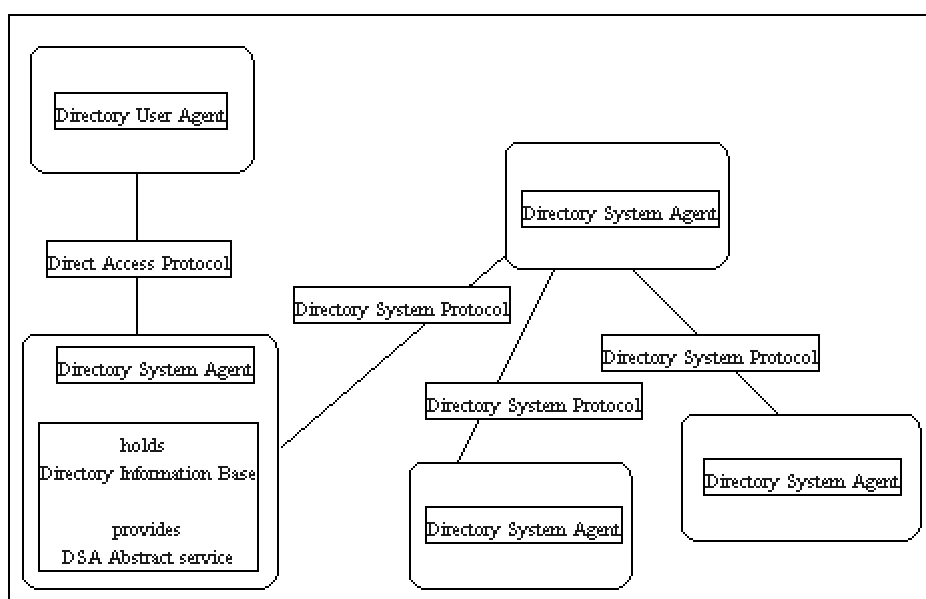 Directory User Agent
Direct Access Protocol
Directory System Agent
holds
Directory Information Base
provides
DSA Abstract service
Directory System Protocol
Directory System Agent
Directory System Protocol
Directory System Protocol
Directory System Agent
Directory System Agent